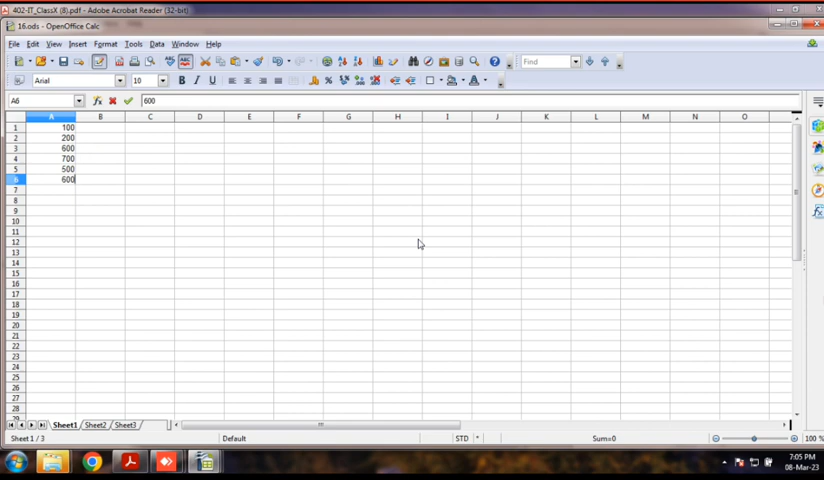 402-IT_ClassX (8).pdf - Adobe Acrobat Reader (32-bit)
16.ods - OpenOffice Calc
File Edit View Insert Format Tools Data Window Help
Find
Arial 10
A6 600
A B C D E F G H I J K L M N O
1 100
2 200
3 600
4 700
5 500
6 600
7
8
9
10
11
12
13
14
15
16
17
18
19
20
21
22
23
24
25
26
27
28
29
Sheet1 Sheet2 Sheet3
Sheet 1 / 3 Default STD * Sum=0 100 %
7:05 PM
08-Mar-23